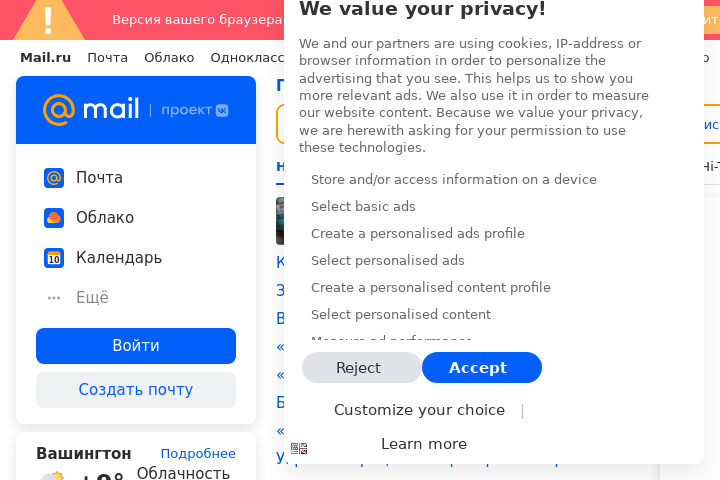 We value your privacy!
Версия вашего браузера
Mail.ru Почта Облако
We and our partners are using cookies, IP-address or
browser information in order to personalize the
advertising that you see. This helps us to show you
more relevant ads. We also use it in order to measure
our website content. Because we value your privacy,
we are herewith asking for your permission to use
these technologies.
Store and/or access information on a device
Select basic ads
Create a personalised ads profile
Select personalised ads
Create a personalised content profile
Select personalised content
Measure ad performance
Reject Accept
Customize your choice |
Learn more
@mail | проект
Почта
Облако
10 Календарь
Ещё
Войти
Создать почту
Вашингтон Подробнее
Облачность